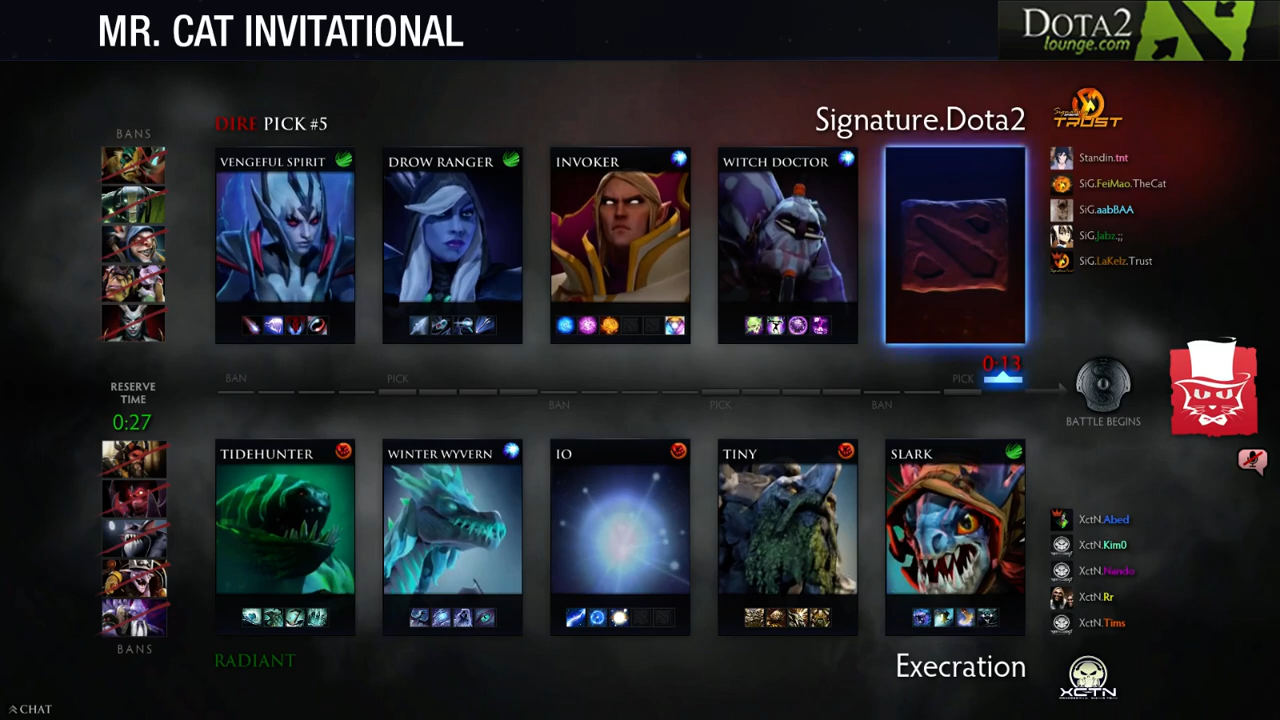 MR. CAT INVITATIONAL
DOTA2
lounge.com
BANS
DIRE PICK #5
Signature.Dota2
TRUST
VENGEFUL SPIRIT
DROW RANGER
INVOKER
WITCH DOCTOR
Standin.tnt
SiG.FeiMao.TheCat
SiG.aabBAA
SiG.Jabz.;;
SiG.LaKelz.Trust
RESERVE
TIME
0:27
BAN
PICK
BAN
PICK
BAN
PICK
0:13
BATTLE BEGINS
TIDEHUNTER
WINTER WYVERN
IO
TINY
SLARK
XctN.Abed
XctN.Kim0
XctN.Nando
XctN.Rr
XctN.Tims
BANS
RADIANT
Execration
XCTN
CHAT